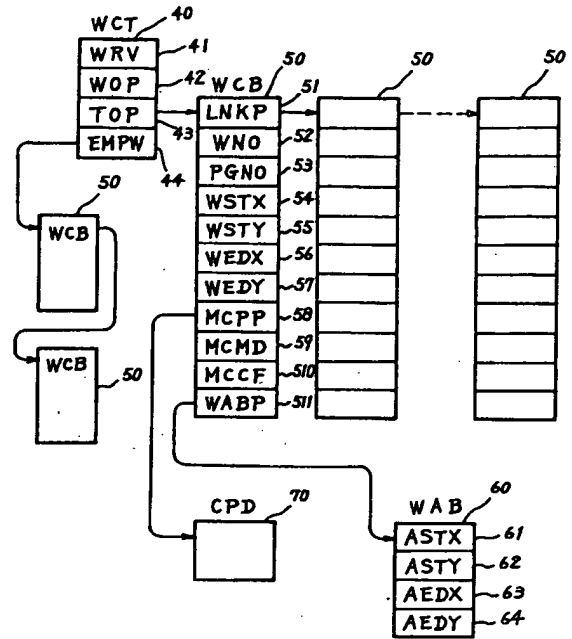 WCT 40
WRV 41
WOP 42
TOP 43
EMPW 44
50
WCB
WCB 50
WCB 50
LNKP 51
WNO 52
PGNO 53
WSTX 54
WSTY 55
WEDX 56
WEDY 57
MCPP 58
MCMD 59
MCCF 510
WABP 511
50
50
CPD 70
WAB 60
ASTX 61
ASTY 62
AEDX 63
AEDY 64